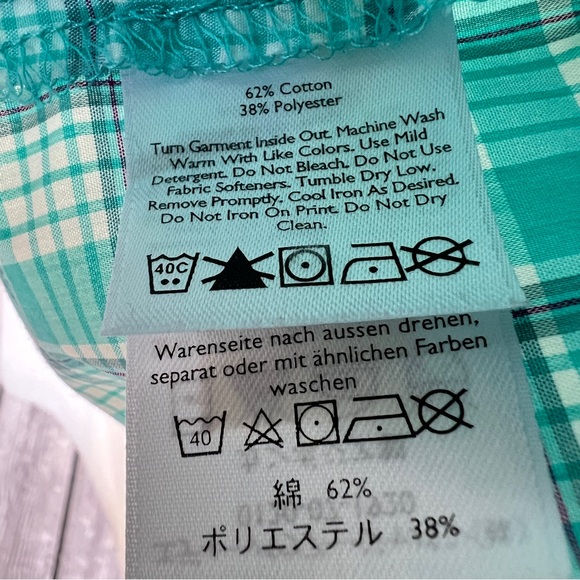 62% Cotton
38% Polyester
Turn Garment Inside Out. Machine Wash
Warm With Like Colors. Use Mild
Detergent. Do Not Bleach. Do Not Use
Fabric Softeners. Tumble Dry Low.
Remove Promptly. Cool Iron As Desired.
Do Not Iron On Print. Do Not Dry
Clean.
40C
Warenseite nach aussen drehen,
separat oder mit ähnlichen Farben
waschen
40
綿 62%
ポリエステル 38%